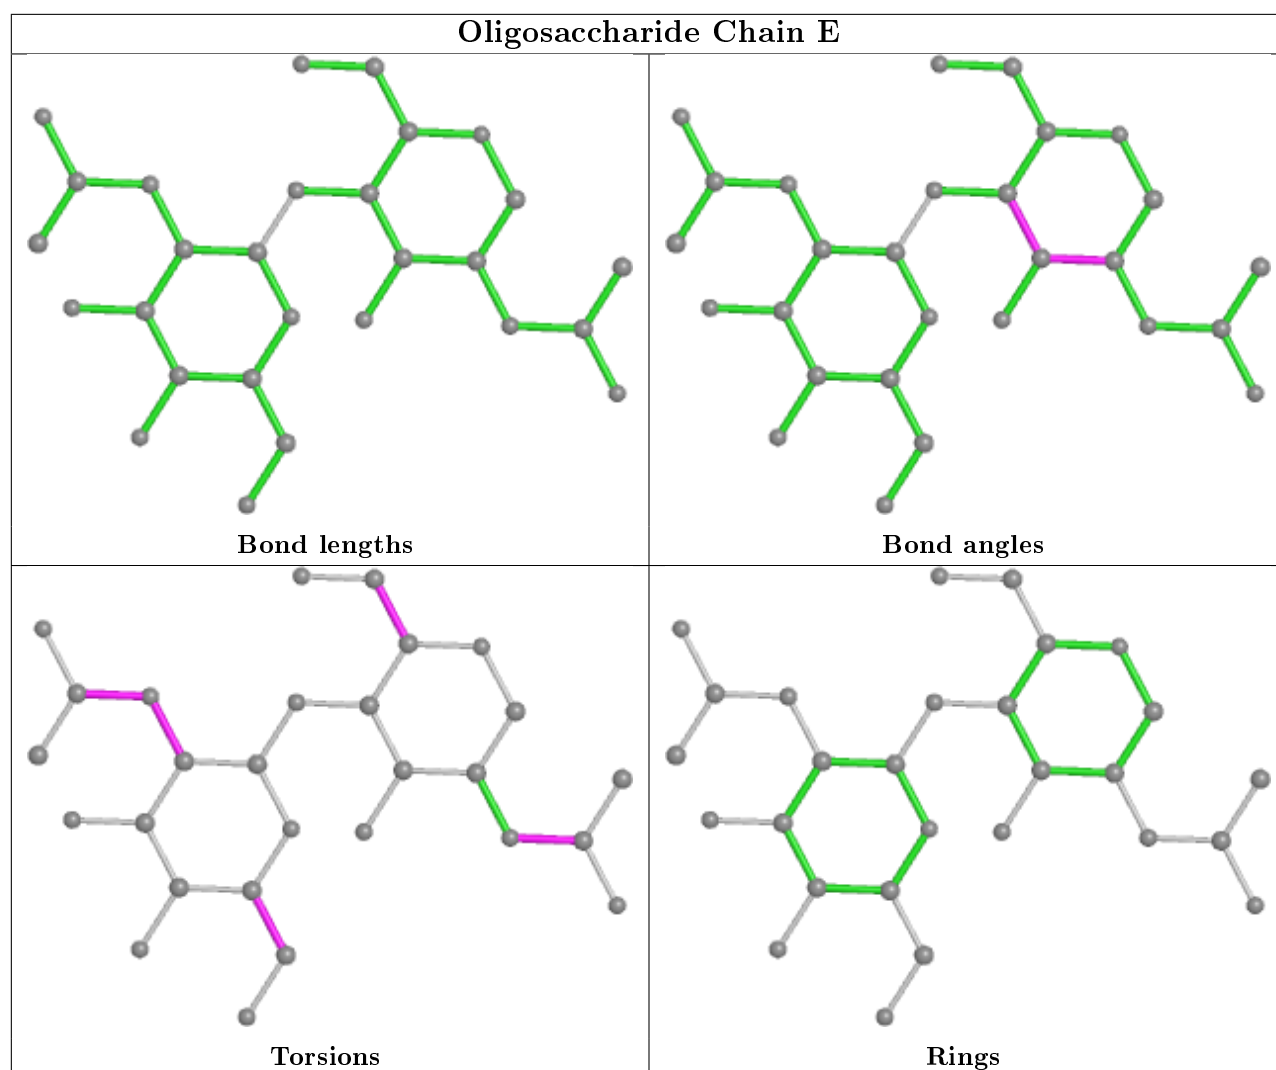 Oligosaccharide Chain E
Bond lengths
Bond angles
Torsions
Rings